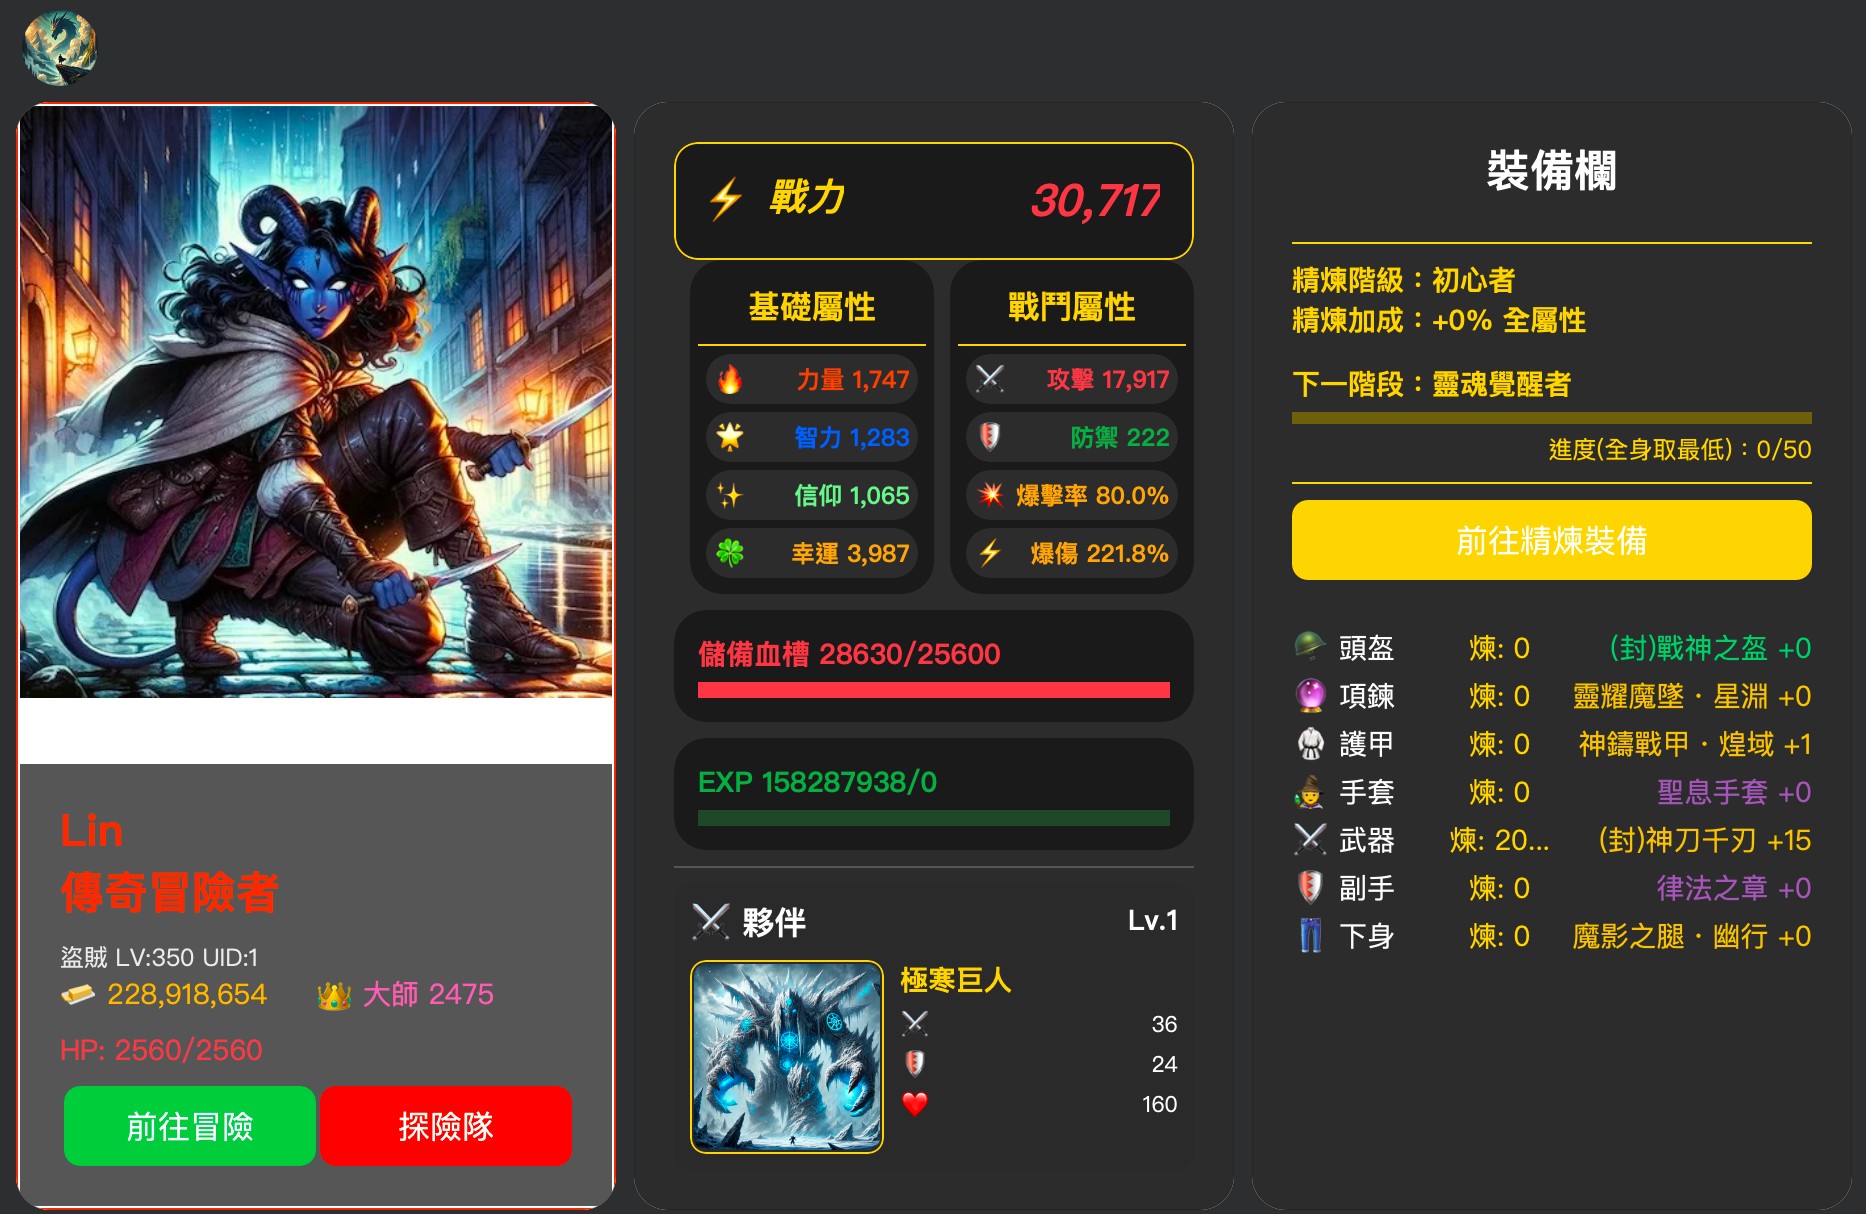 Lin
傳奇冒險者
盜賊 LV:350 UID:1
228,918,654 大師 2475
HP: 2560/2560
前往冒險 探險隊
戰力 30,717
基礎屬性
力量 1,747
智力 1,283
信仰 1,065
幸運 3,987
戰鬥屬性
攻擊 17,917
防禦 222
爆擊率 80.0%
爆傷 221.8%
儲備血槽 28630/25600
EXP 158287938/0
夥伴 Lv.1
極寒巨人
36
24
160
裝備欄
精煉階級：初心者
精煉加成：+0% 全屬性
下一階段：靈魂覺醒者
進度(全身取最低)：0/50
前往精煉裝備
頭盔 煉: 0 (封)戰神之盔 +0
項鍊 煉: 0 靈耀魔墜・星淵 +0
護甲 煉: 0 神鑄戰甲・煌域 +1
手套 煉: 0 聖息手套 +0
武器 煉: 20... (封)神刀千刃 +15
副手 煉: 0 律法之章 +0
下身 煉: 0 魔影之腿・幽行 +0